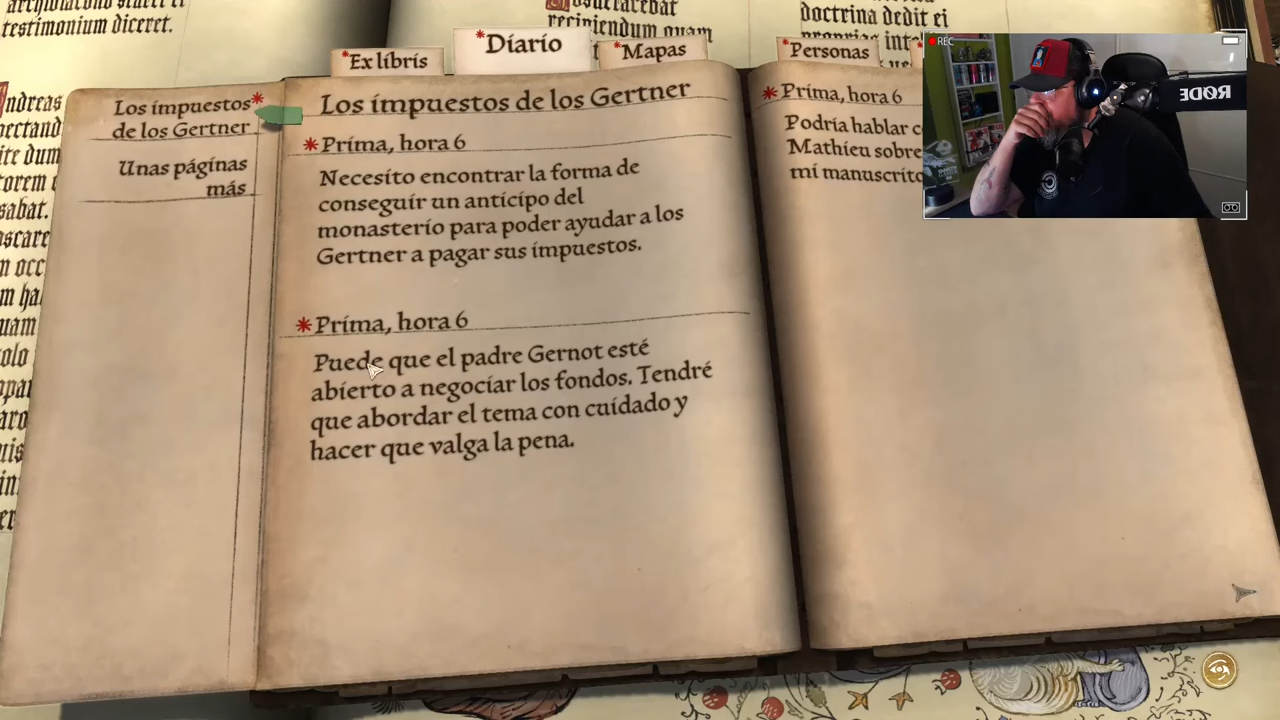 testimonium diceret.
recipiendum quam
doctrina dedit ei
*Ex libris
*Diario
*Mapas
*Personas
REC
RØDE
Los impuestos*
de los Gertner
Unas páginas
más
Los impuestos de los Gertner
*Prima, hora 6
Necesito encontrar la forma de
conseguir un anticipo del
monasterio para poder ayudar a los
Gertner a pagar sus impuestos.
*Prima, hora 6
Puede que el padre Gernot esté
abierto a negociar los fondos. Tendré
que abordar el tema con cuidado y
hacer que valga la pena.
*Prima, hora 6
Podría hablar
Mathieu sobre
mi manuscrito